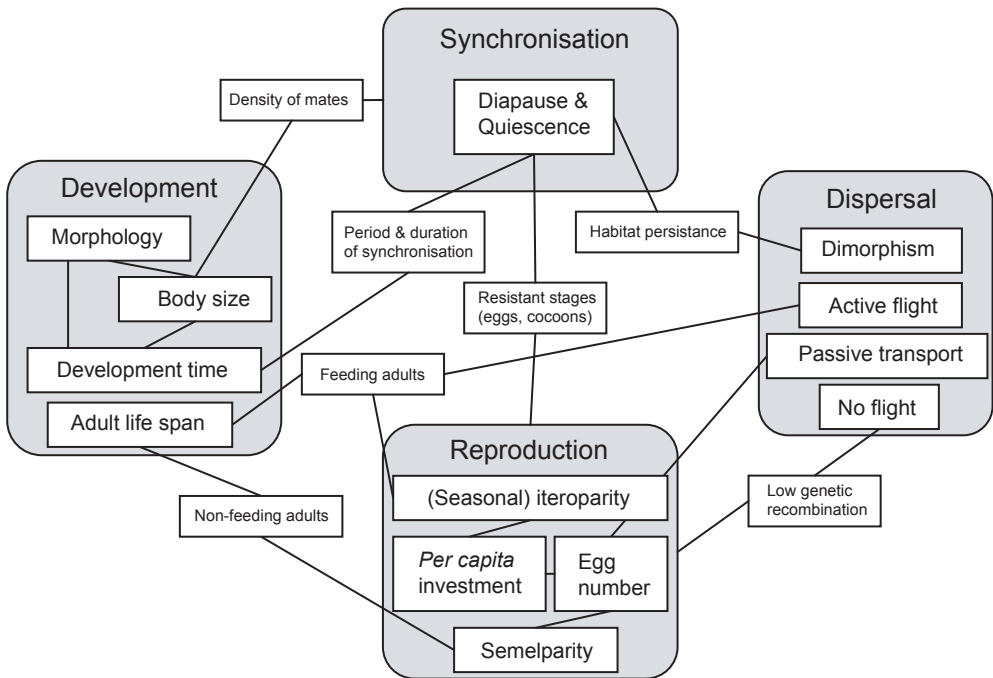 Synchronisation
Density of mates
Diapause &
Quiescence
Development
Morphology
Body size
Development time
Adult life span
Period & duration
of synchronisation
Habitat persistance
Resistant stages
(eggs, cocoons)
Feeding adults
Dispersal
Dimorphism
Active flight
Passive transport
No flight
Reproduction
(Seasonal) iteroparity
Per capita
investment
Egg
number
Semelparity
Non-feeding adults
Low genetic
recombination